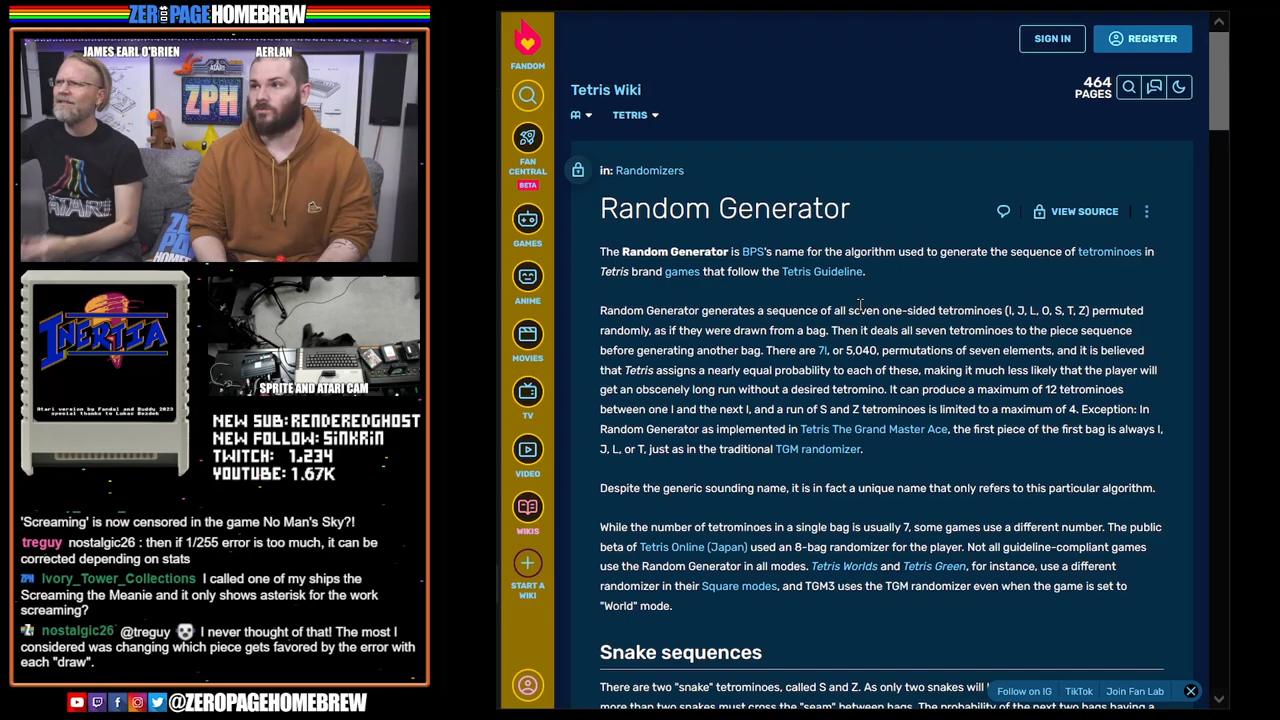 ZEROPAGEHOMEBREW
JAMES EARL O'BRIEN
AERLAN
ATARI
ZPH
ATARI
INERTIA
Atari version by Fandal and Buddy 2023
special thanks to Lukas Bezdek
SPRITE AND ATARI CAM
NEW SUB: RENDEREDGHOST
NEW FOLLOW: SINKRIN
TWITCH: 1,234
YOUTUBE: 1.67K
'Screaming' is now censored in the game No Man's Sky?!
treguy nostalgic26 : then if 1/255 error is too much, it can be
corrected depending on stats
Ivory_Tower_Collections I called one of my ships the
Screaming the Meanie and it only shows asterisk for the work
screaming?
nostalgic26 @treguy I never thought of that! The most I
considered was changing which piece gets favored by the error with
each "draw".
@ZEROPAGEHOMEBREW
FANDOM
FAN
CENTRAL
BETA
GAMES
ANIME
MOVIES
TV
VIDEO
WIKIS
START A
WIKI
SIGN IN
REGISTER
Tetris Wiki
464
PAGES
TETRIS
in: Randomizers
Random Generator
VIEW SOURCE
The Random Generator is BPS's name for the algorithm used to generate the sequence of tetrominoes in
Tetris brand games that follow the Tetris Guideline.
Random Generator generates a sequence of all seven one-sided tetrominoes (I, J, L, O, S, T, Z) permuted
randomly, as if they were drawn from a bag. Then it deals all seven tetrominoes to the piece sequence
before generating another bag. There are 7!, or 5,040, permutations of seven elements, and it is believed
that Tetris assigns a nearly equal probability to each of these, making it much less likely that the player will
get an obscenely long run without a desired tetromino. It can produce a maximum of 12 tetrominoes
between one I and the next I, and a run of S and Z tetrominoes is limited to a maximum of 4. Exception: In
Random Generator as implemented in Tetris The Grand Master Ace, the first piece of the first bag is always I,
J, L, or T, just as in the traditional TGM randomizer.
Despite the generic sounding name, it is in fact a unique name that only refers to this particular algorithm.
While the number of tetrominoes in a single bag is usually 7, some games use a different number. The public
beta of Tetris Online (Japan) used an 8-bag randomizer for the player. Not all guideline-compliant games
use the Random Generator in all modes. Tetris Worlds and Tetris Green, for instance, use a different
randomizer in their Square modes, and TGM3 uses the TGM randomizer even when the game is set to
"World" mode.
Snake sequences
There are two "snake" tetrominoes, called S and Z. As only two snakes will
Follow on IG
TikTok
Join Fan Lab